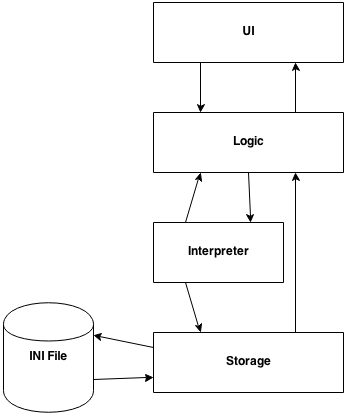 UI
Logic
Interpreter
INI File
Storage